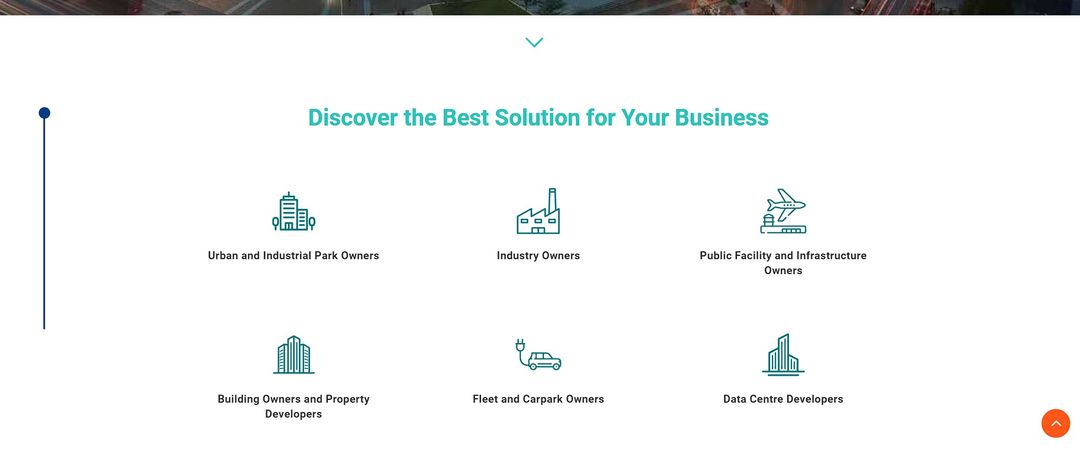 Discover the Best Solution for Your Business
Urban and Industrial Park Owners
Industry Owners
Public Facility and Infrastructure
Owners
Building Owners and Property
Developers
Fleet and Carpark Owners
Data Centre Developers